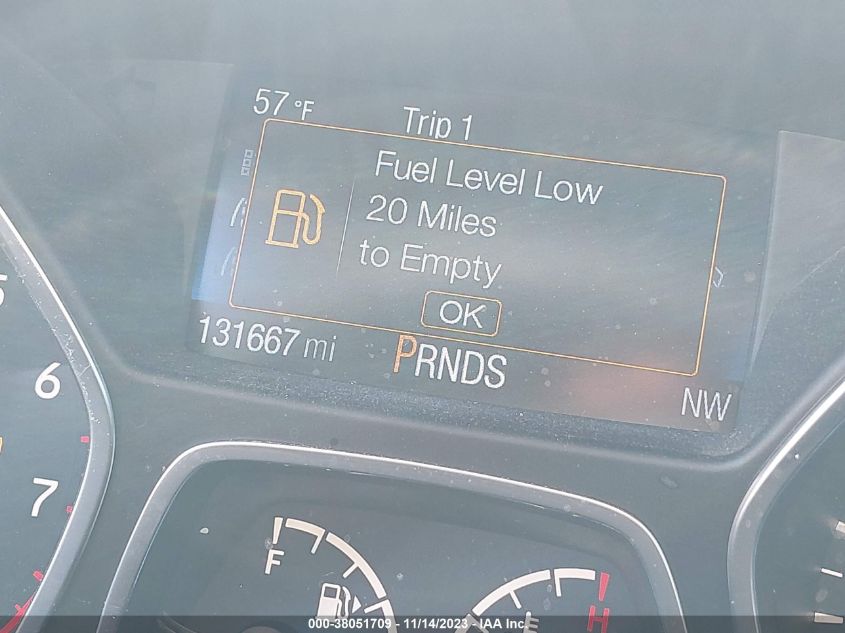 57 °F
Trip 1
Fuel Level Low
20 Miles
to Empty
OK
131667 mi
PRNDS
NW
6
7
F
H
000-38051709 - 11/14/2023 - IAA Inc.